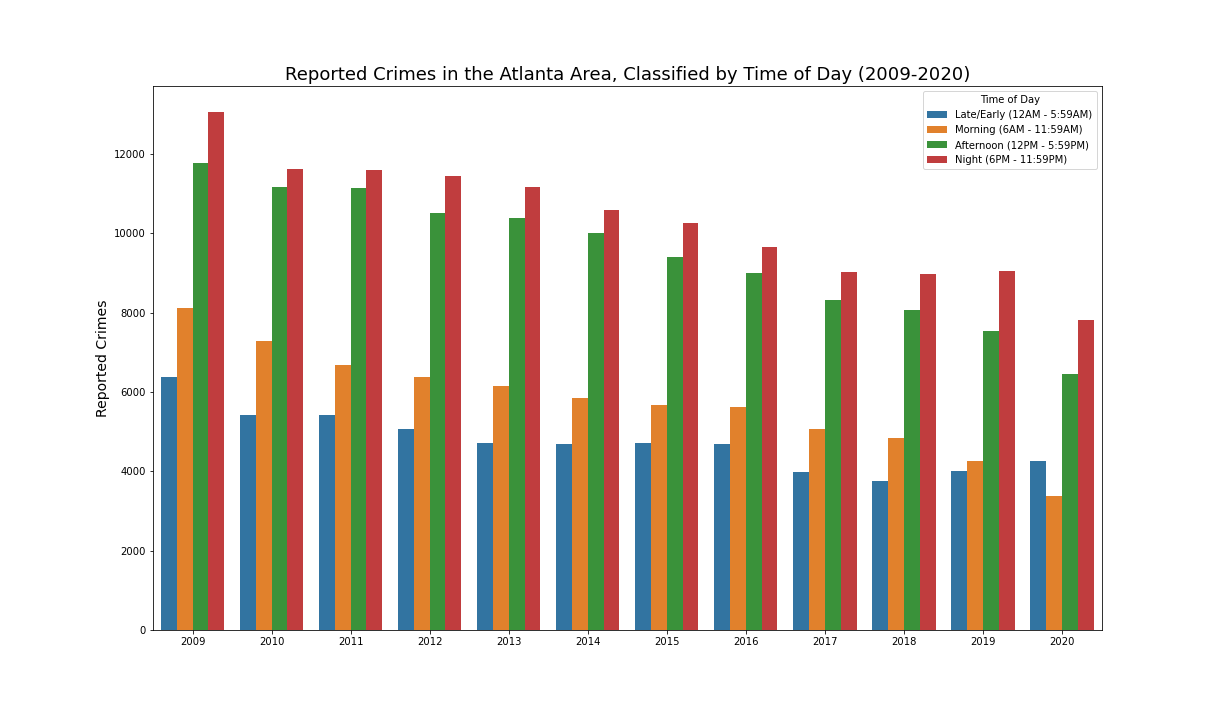 Reported Crimes in the Atlanta Area, Classified by Time of Day (2009-2020)
Time of Day
Late/Early (12AM - 5:59AM)
Morning (6AM - 11:59AM)
Afternoon (12PM - 5:59PM)
Night (6PM - 11:59PM)
Reported Crimes
12000
10000
8000
6000
4000
2000
0
2009 2010 2011 2012 2013 2014 2015 2016 2017 2018 2019 2020